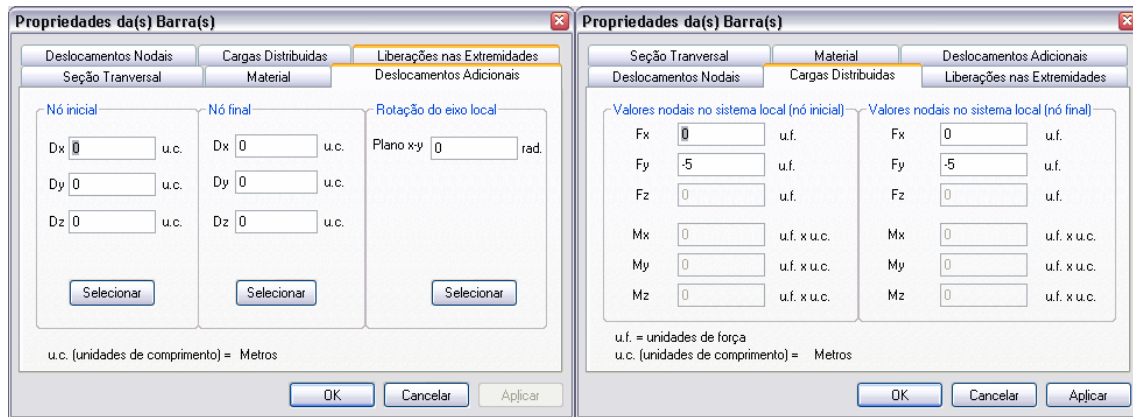 Propriedades da(s) Barra(s)
Deslocamentos Nodais Cargas Distribuidas Liberações nas Extremidades
Seção Tranversal Material Deslocamentos Adicionais
Nó inicial Nó final Rotação do eixo local
Dx 0 u.c. Dx 0 u.c. Plano x-y 0 rad.
Dy 0 u.c. Dy 0 u.c.
Dz 0 u.c. Dz 0 u.c.
Selecionar Selecionar Selecionar
u.c. (unidades de comprimento) = Metros
OK Cancelar Aplicar
Propriedades da(s) Barra(s)
Seção Tranversal Material Deslocamentos Adicionais
Deslocamentos Nodais Cargas Distribuidas Liberações nas Extremidades
Valores nodais no sistema local (nó inicial) Valores nodais no sistema local (nó final)
Fx 0 u.f. Fx 0 u.f.
Fy -5 u.f. Fy -5 u.f.
Fz 0 u.f. Fz 0 u.f.
Mx 0 u.f. x u.c. Mx 0 u.f. x u.c.
My 0 u.f. x u.c. My 0 u.f. x u.c.
Mz 0 u.f. x u.c. Mz 0 u.f. x u.c.
u.f. = unidades de força
u.c. (unidades de comprimento) = Metros
OK Cancelar Aplicar